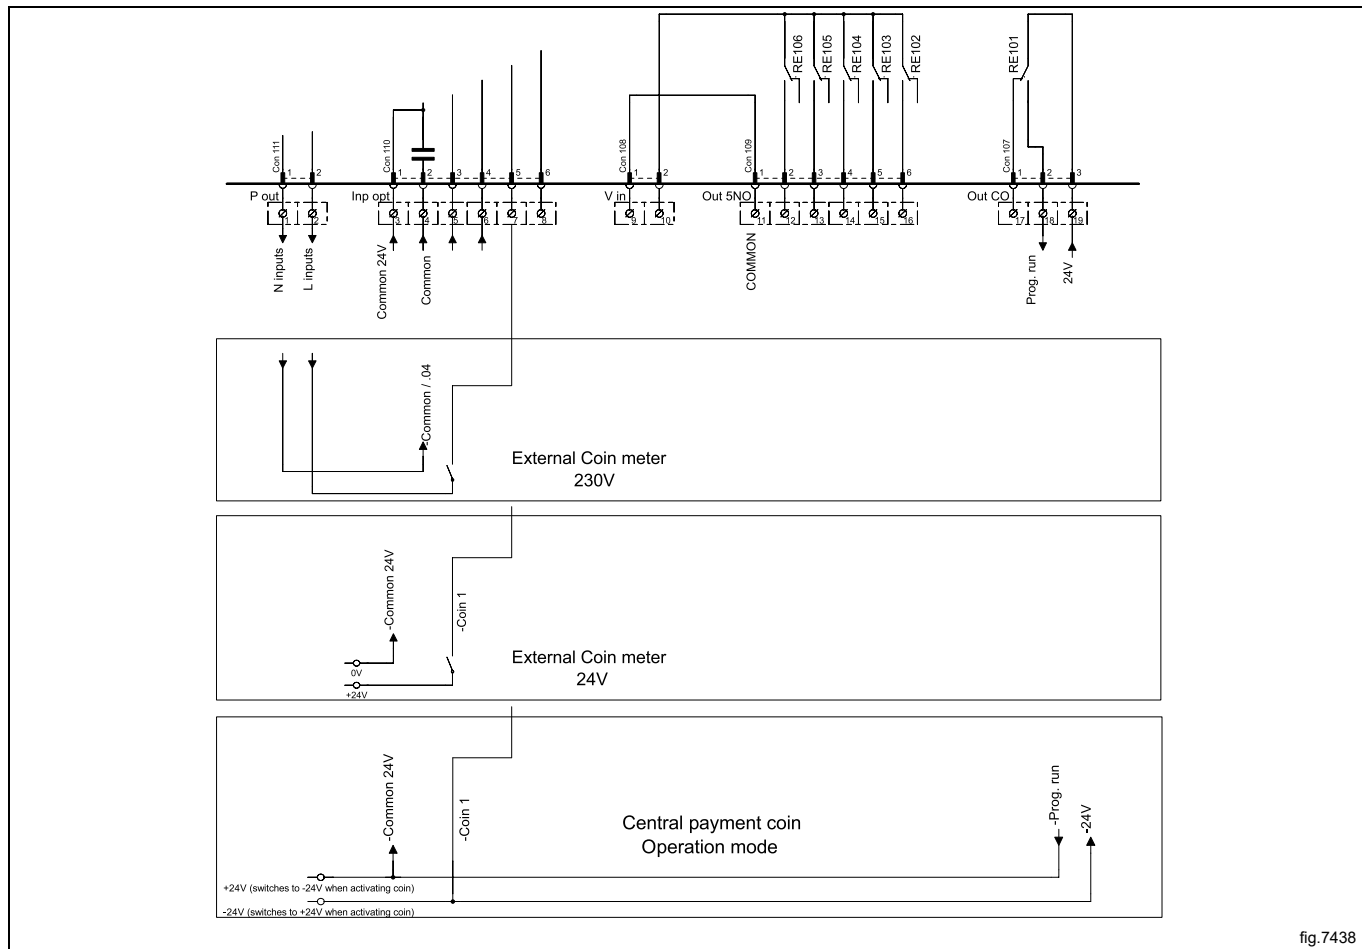 RE106 RE105 RE104 RE103 RE102 RE101
Con 111 Con 110 Con 108 Con 109 Con 107
1 2 1 2 3 4 5 6 1 2 1 2 3 4 5 6 1 2 3
P out Inp opt V in Out 5NO Out CO
1 2 3 4 5 6 7 8 9 10 11 12 13 14 15 16 17 18 19
N inputs L inputs Common 24V Common COMMON Prog. run 24V
-Common / .04
External Coin meter
230V
-Common 24V
-Coin 1
External Coin meter
24V
0V
+24V
-Common 24V
-Coin 1
Central payment coin
Operation mode
-Prog. run
-24V
+24V (switches to -24V when activating coin)
-24V (switches to +24V when activating coin)
fig.7438